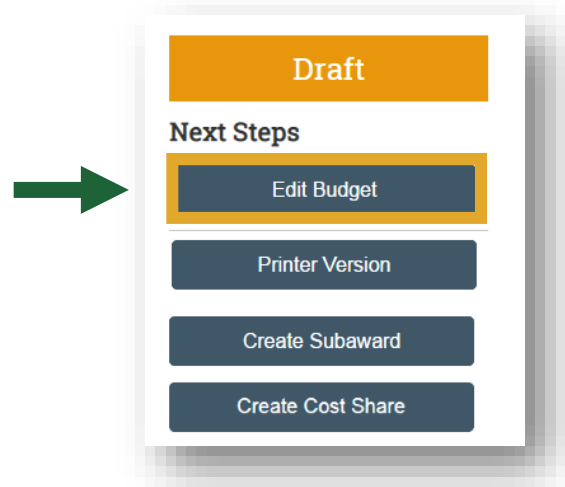 Draft
Next Steps
Edit Budget
Printer Version
Create Subaward
Create Cost Share